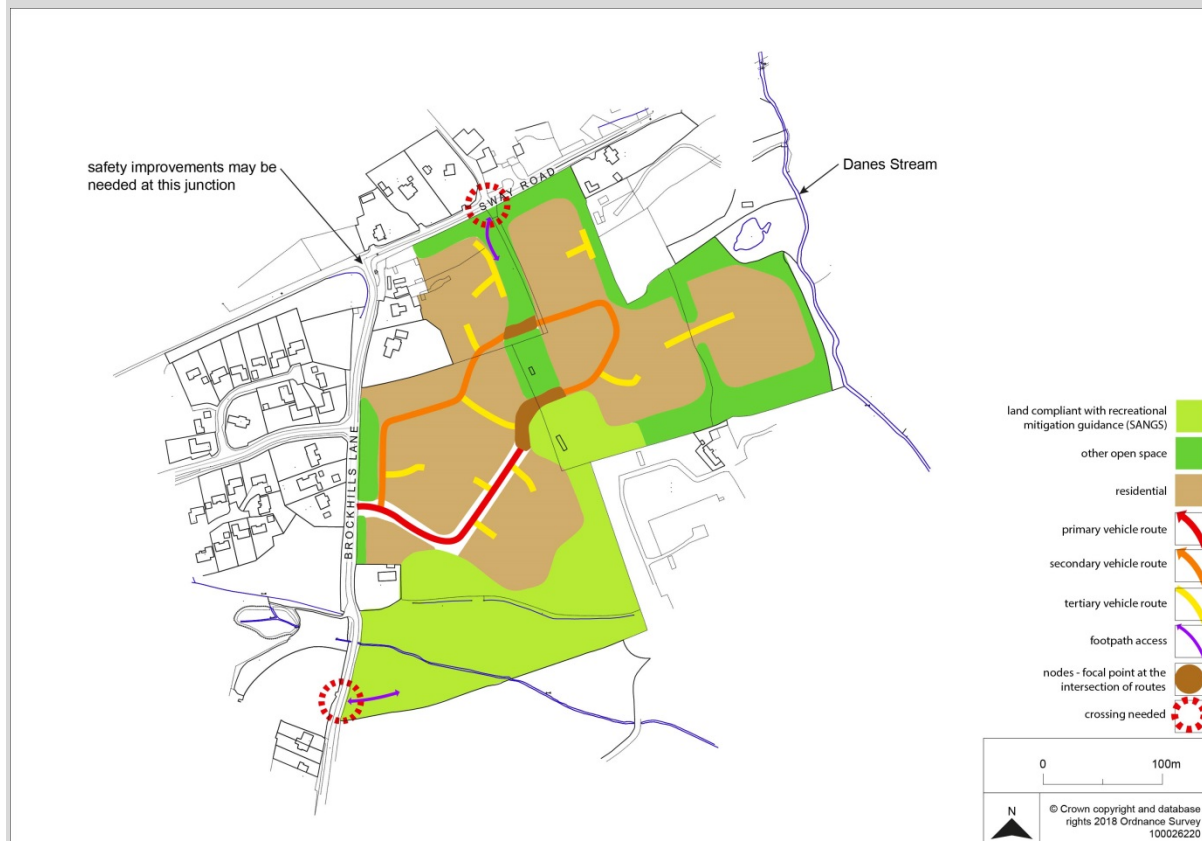 safety improvements may be
needed at this junction
SWAY ROAD
Danes Stream
BROCKHILLS LANE
land compliant with recreational
mitigation guidance (SANGS)
other open space
residential
primary vehicle route
secondary vehicle route
tertiary vehicle route
footpath access
nodes - focal point at the
intersection of routes
crossing needed
0 100m
N
© Crown copyright and database
rights 2018 Ordnance Survey
100026220